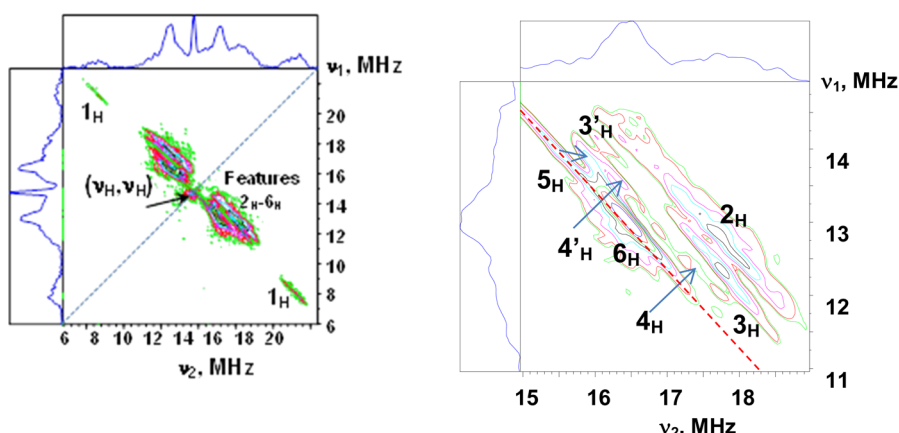 ν1, MHz
22
20
18
16
14
12
10
8
6
1H
(νH,νH)
Features
2H-6H
1H
6 8 10 12 14 16 18 20
ν2, MHz
ν1, MHz
14
13
12
11
3'H
5H
4'H
6H
2H
4H
3H
15 16 17 18
ν2, MHz